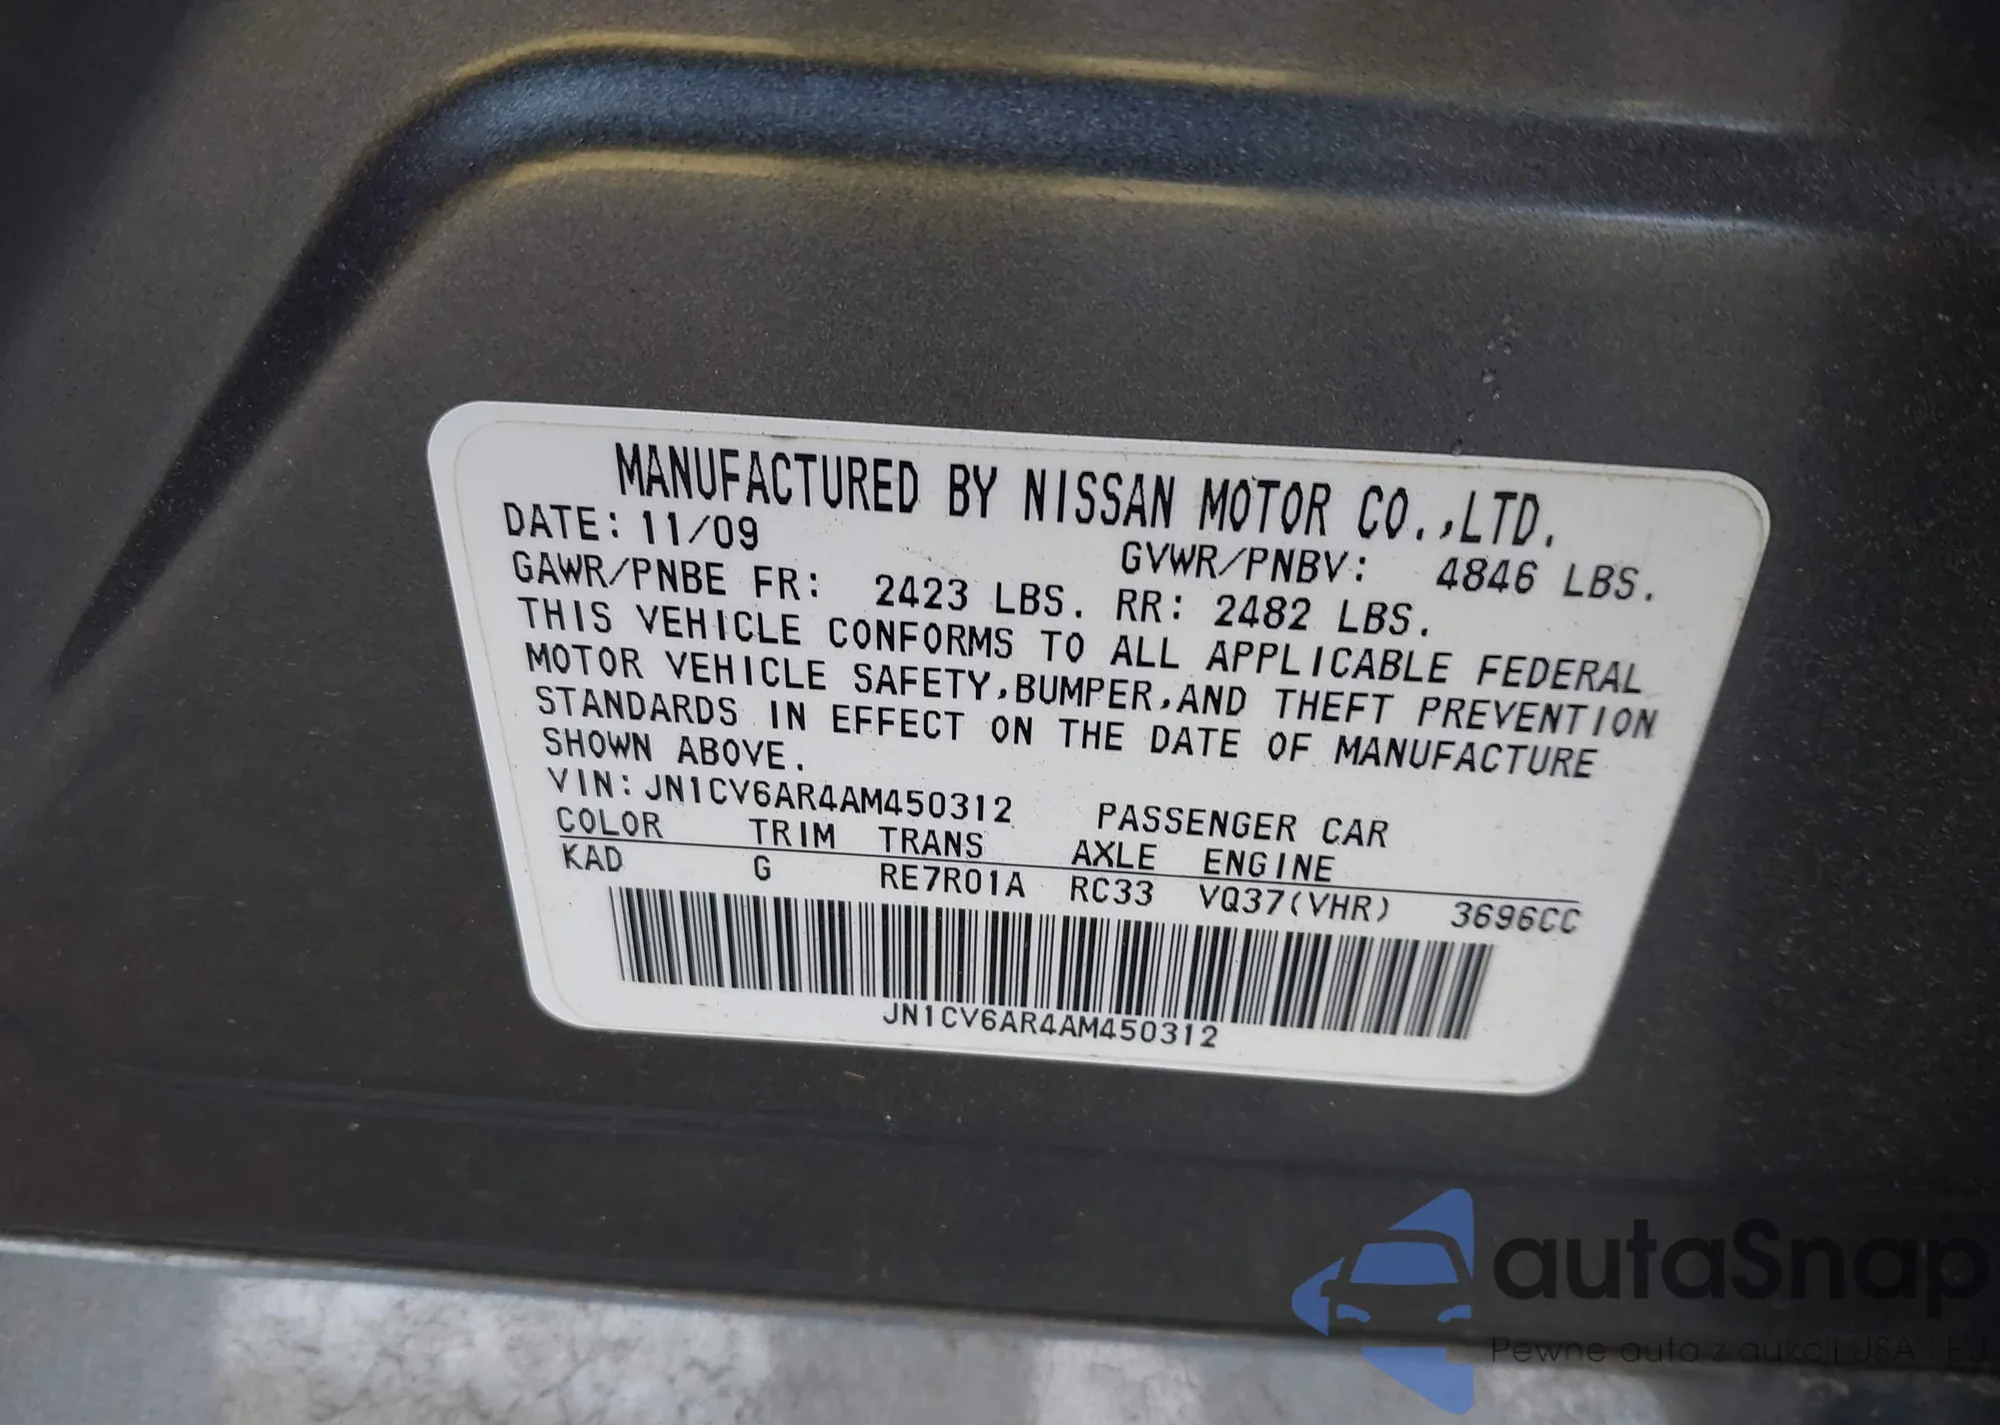 MANUFACTURED BY NISSAN MOTOR CO.,LTD.
DATE: 11/09 GVWR/PNBV: 4846 LBS.
GAWR/PNBE FR: 2423 LBS. RR: 2482 LBS.
THIS VEHICLE CONFORMS TO ALL APPLICABLE FEDERAL
MOTOR VEHICLE SAFETY,BUMPER,AND THEFT PREVENTION
STANDARDS IN EFFECT ON THE DATE OF MANUFACTURE
SHOWN ABOVE.
VIN: JN1CV6AR4AM450312 PASSENGER CAR
COLOR TRIM TRANS AXLE ENGINE
KAD G RE7R01A RC33 VQ37(VHR) 3696CC
JN1CV6AR4AM450312
autaSnap
Pewne auta z aukcji USA i EU